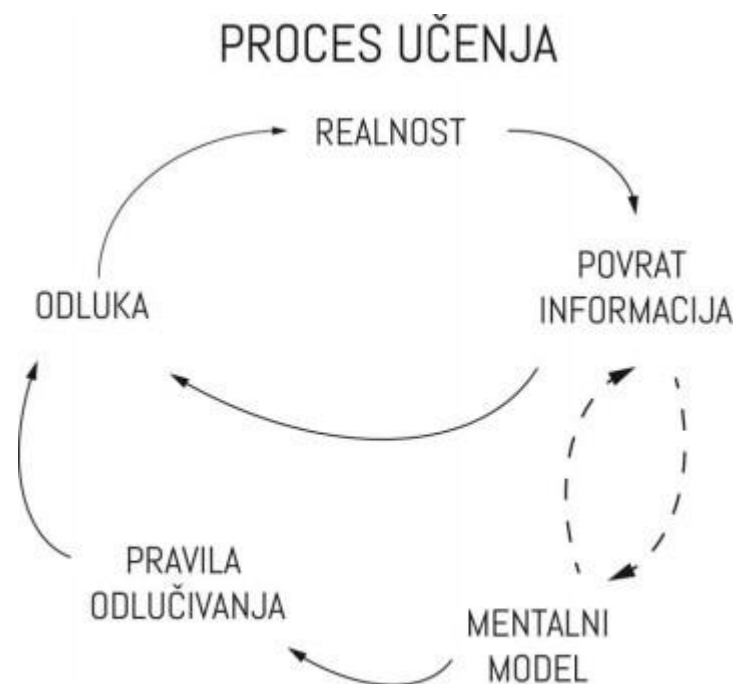 PROCES UČENJA
REALNOST
POVRAT
INFORMACIJA
ODLUKA
PRAVILA
ODLUČIVANJA
MENTALNI
MODEL